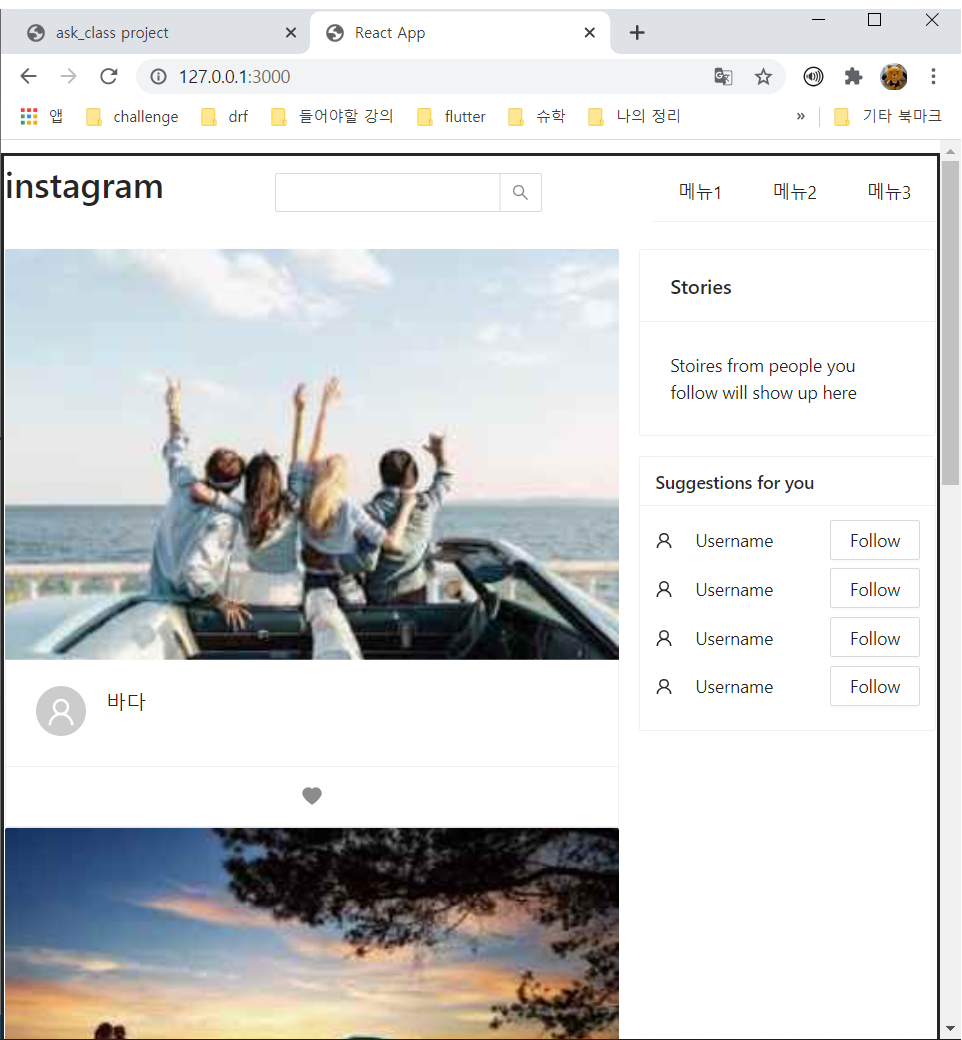 ask_class project
React App
127.0.0.1:3000
앱
challenge
drf
들어야할 강의
flutter
슈학
나의 정리
»
기타 북마크
instagram
메뉴1
메뉴2
메뉴3
Stories
Stoires from people you
follow will show up here
Suggestions for you
Username
Follow
Username
Follow
Username
Follow
Username
Follow
바다